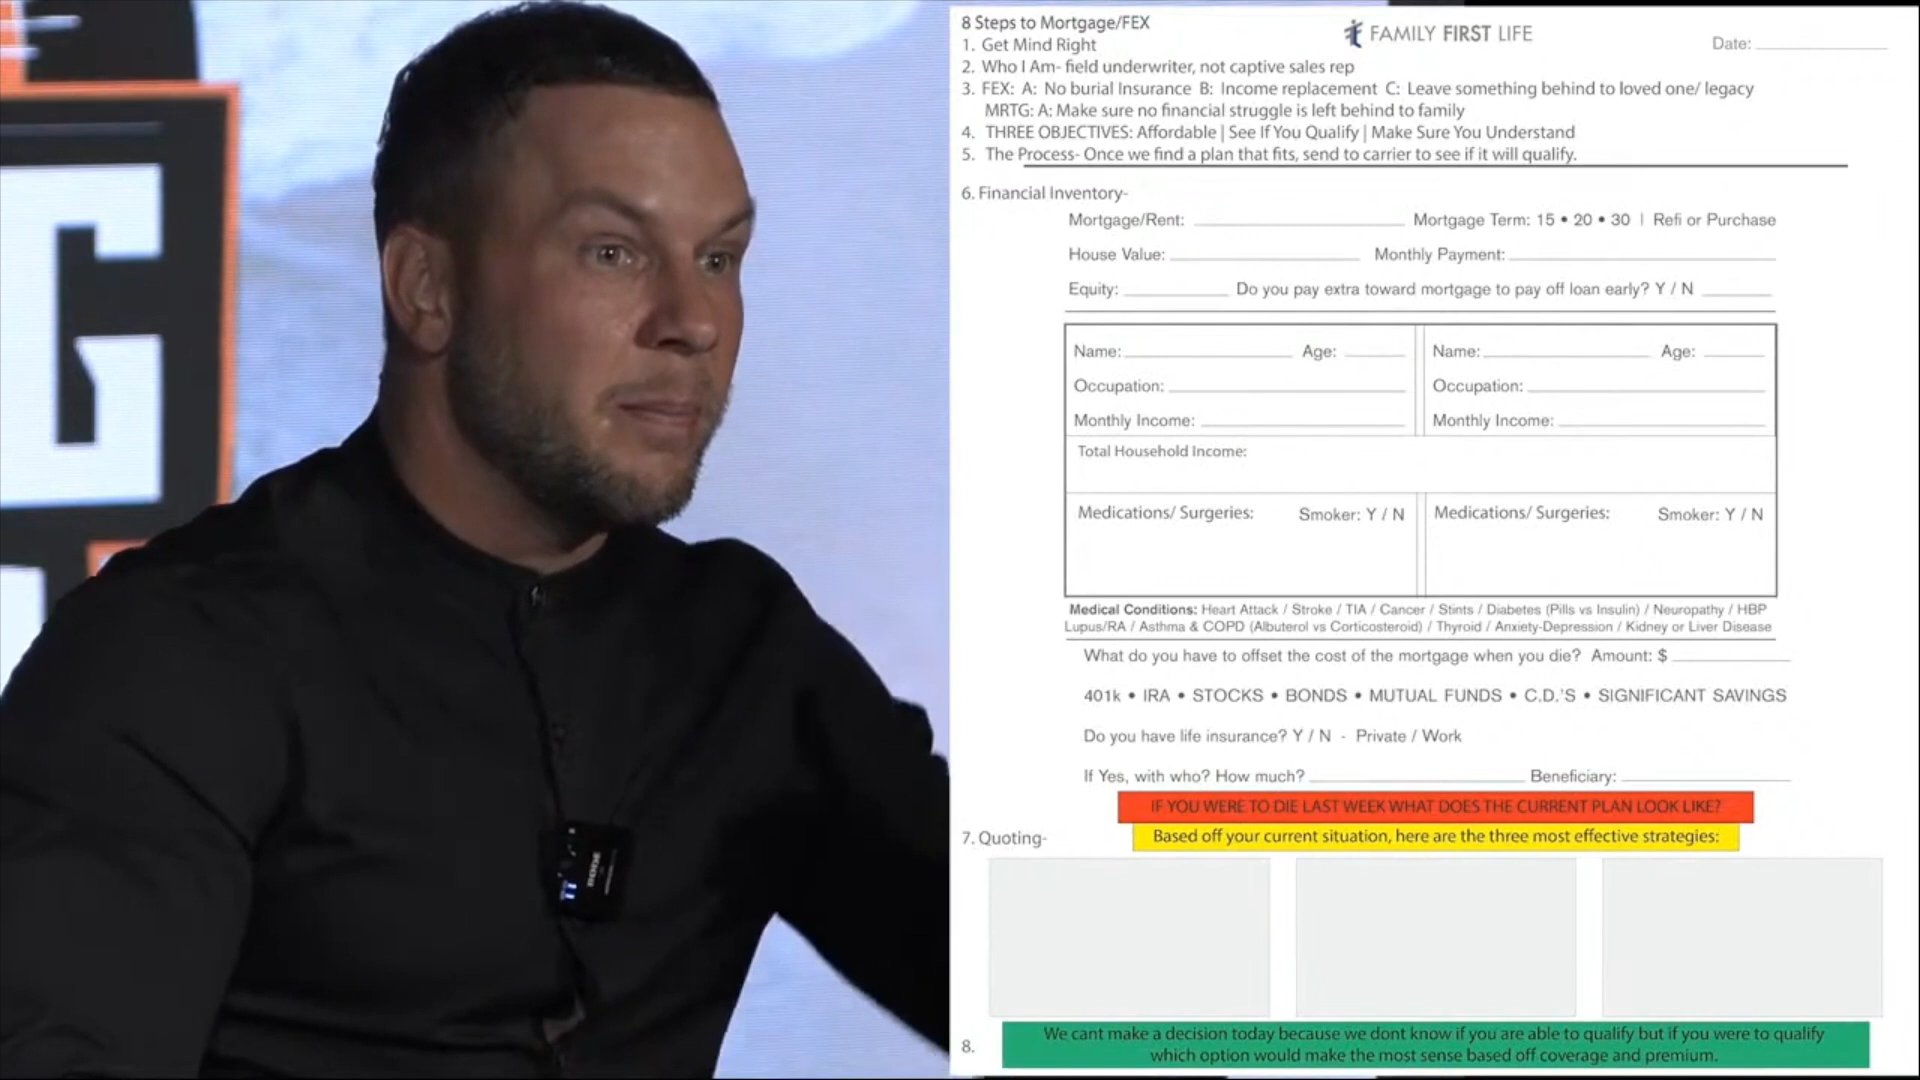 G
8 Steps to Mortgage/FEX
FAMILY FIRST LIFE
Date:
1. Get Mind Right
2. Who I Am- field underwriter, not captive sales rep
3. FEX: A: No burial Insurance B: Income replacement C: Leave something behind to loved one/ legacy
MRTG: A: Make sure no financial struggle is left behind to family
4. THREE OBJECTIVES: Affordable | See If You Qualify | Make Sure You Understand
5. The Process- Once we find a plan that fits, send to carrier to see if it will qualify.
6. Financial Inventory-
Mortgage/Rent: Mortgage Term: 15 • 20 • 30 | Refi or Purchase
House Value: Monthly Payment:
Equity: Do you pay extra toward mortgage to pay off loan early? Y / N
Name: Age: Name: Age:
Occupation: Occupation:
Monthly Income: Monthly Income:
Total Household Income:
Medications/ Surgeries: Smoker: Y / N Medications/ Surgeries: Smoker: Y / N
Medical Conditions: Heart Attack / Stroke / TIA / Cancer / Stints / Diabetes (Pills vs Insulin) / Neuropathy / HBP
Lupus/RA / Asthma & COPD (Albuterol vs Corticosteroid) / Thyroid / Anxiety-Depression / Kidney or Liver Disease
What do you have to offset the cost of the mortgage when you die? Amount: $
401k • IRA • STOCKS • BONDS • MUTUAL FUNDS • C.D.'S • SIGNIFICANT SAVINGS
Do you have life insurance? Y / N - Private / Work
If Yes, with who? How much? Beneficiary:
IF YOU WERE TO DIE LAST WEEK WHAT DOES THE CURRENT PLAN LOOK LIKE?
7. Quoting-
Based off your current situation, here are the three most effective strategies:
8.
We cant make a decision today because we dont know if you are able to qualify but if you were to qualify
which option would make the most sense based off coverage and premium.